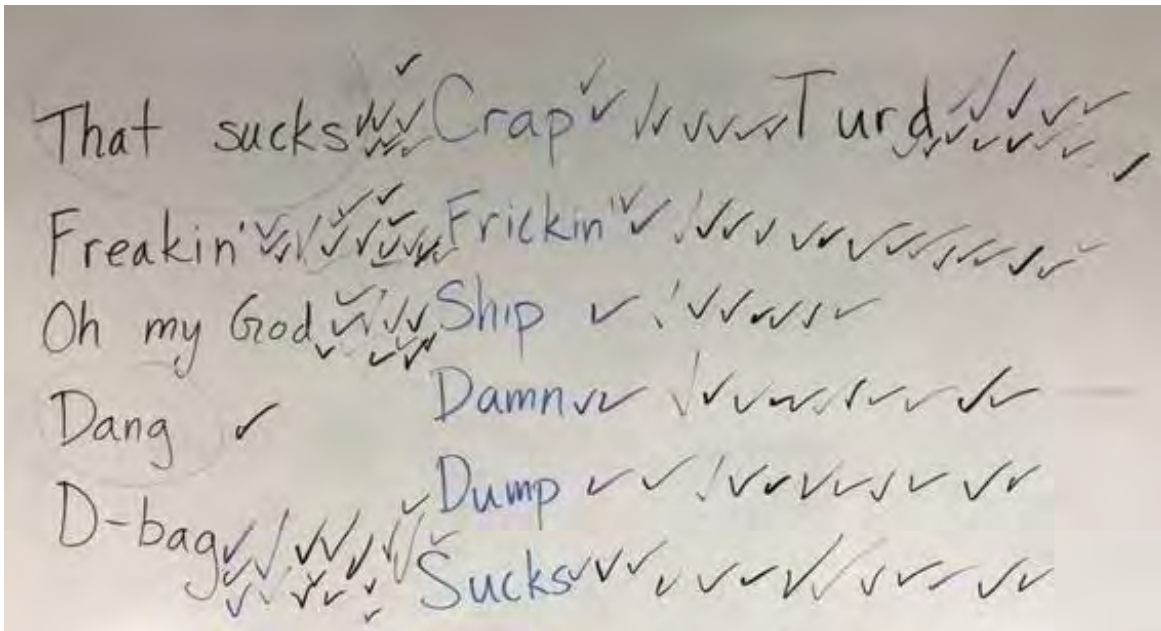 That sucks Crap Turd
Freakin' Frickin'
Oh my God Ship
Dang Damn
D-bag Dump
Sucks